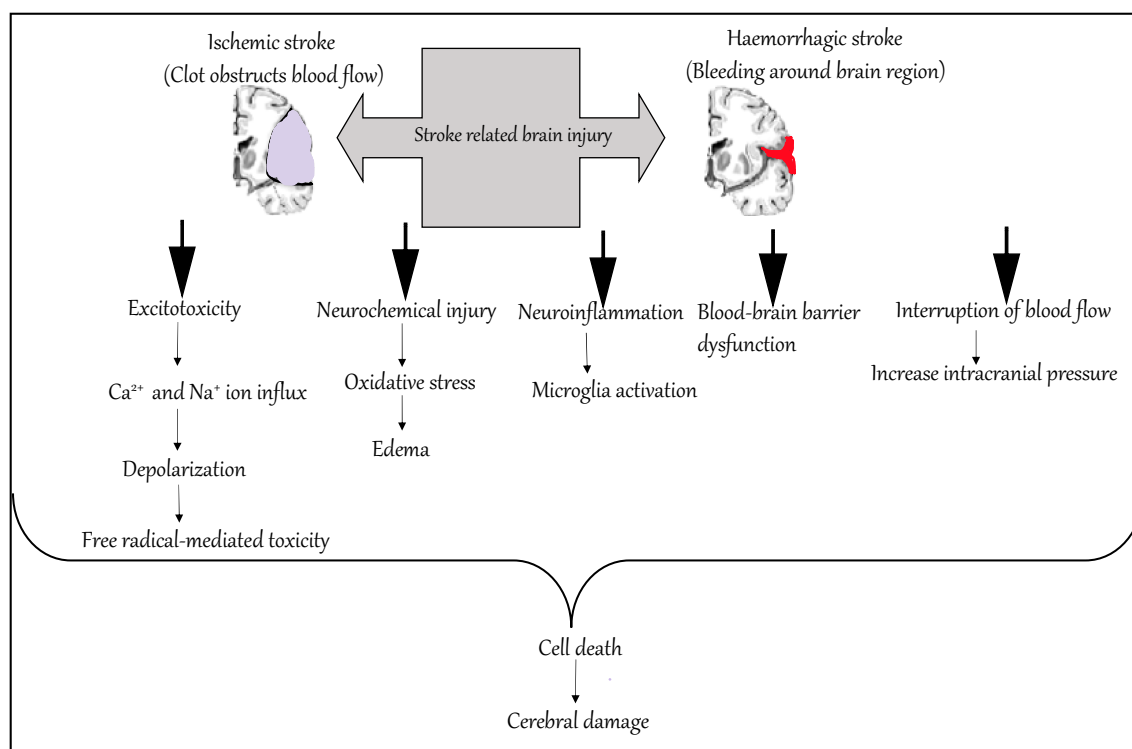 Ischemic stroke
(Clot obstructs blood flow)
Haemorrhagic stroke
(Bleeding around brain region)
Stroke related brain injury
Excitotoxicity
Ca²⁺ and Na⁺ ion influx
Depolarization
Free radical-mediated toxicity
Neurochemical injury
Oxidative stress
Edema
Neuroinflammation
Microglia activation
Blood-brain barrier
dysfunction
Interruption of blood flow
Increase intracranial pressure
Cell death
Cerebral damage